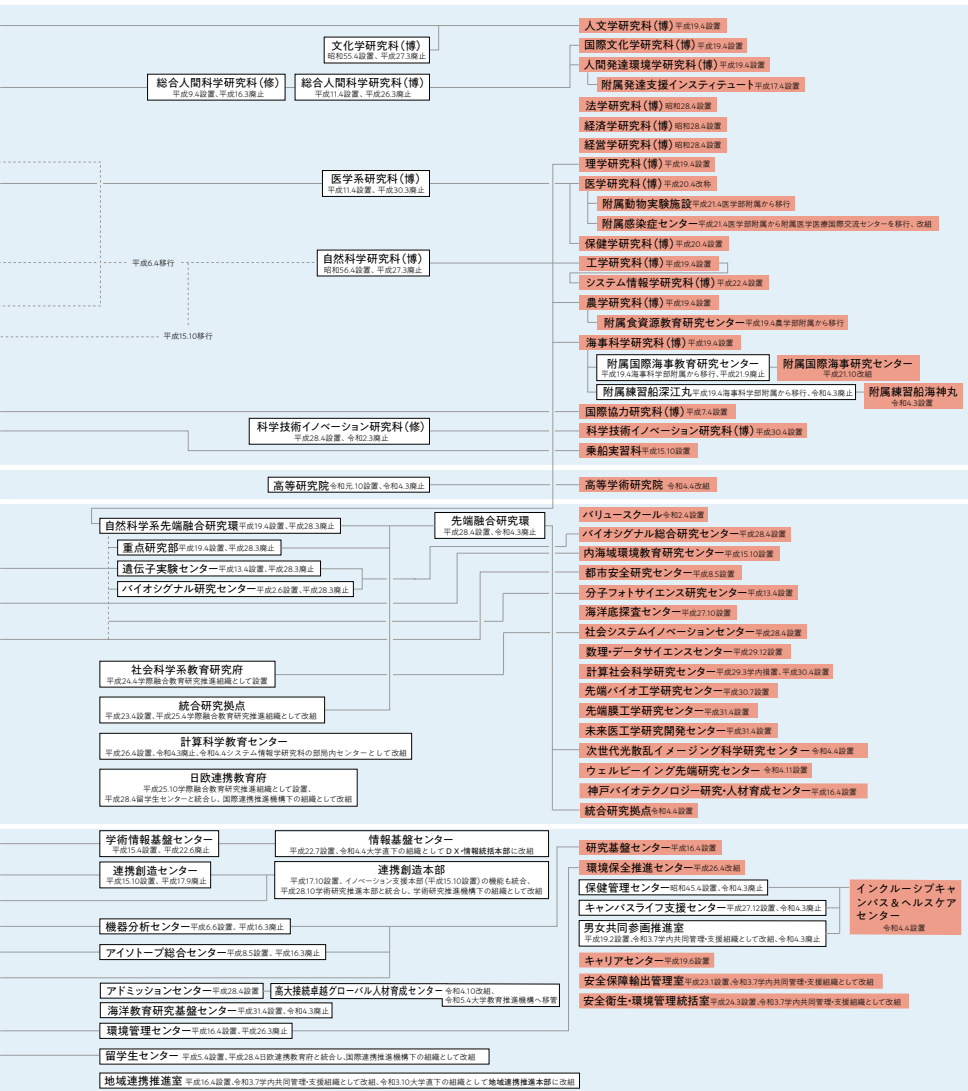 人文学研究科(博) 平成19.4設置
文化学研究科(博)
昭和55.4設置、平成27.3廃止
国際文化学研究科(博) 平成19.4設置
人間発達環境学研究科(博) 平成19.4設置
総合人間科学研究科(修)
平成9.4設置、平成16.3廃止
総合人間科学研究科(博)
平成11.4設置、平成26.3廃止
附属発達支援インスティテュート 平成17.4設置
法学研究科(博) 昭和28.4設置
経済学研究科(博) 昭和28.4設置
経営学研究科(博) 昭和28.4設置
理学研究科(博) 平成19.4設置
医学系研究科(博)
平成11.4設置、平成30.3廃止
医学研究科(博) 平成20.4改称
附属動物実験施設 平成21.4医学部附属から移行
附属感染症センター 平成21.4医学部附属から附属医学医療国際交流センターを移行、改組
保健学研究科(博) 平成20.4設置
平成6.4移行
自然科学研究科(博)
昭和56.4設置、平成27.3廃止
工学研究科(博) 平成19.4設置
システム情報学研究科(博) 平成22.4設置
農学研究科(博) 平成19.4設置
附属食資源教育研究センター 平成19.4農学部附属から移行
平成15.10移行
海事科学研究科(博) 平成19.4設置
附属国際海事教育研究センター
平成19.4海事科学部附属から移行、平成21.9廃止
附属国際海事研究センター
平成21.10改組
附属練習船深江丸 平成19.4海事科学部附属から移行、令和4.3廃止
附属練習船海神丸
令和4.3設置
国際協力研究科(博) 平成7.4設置
科学技術イノベーション研究科(修)
平成28.4設置、令和2.3廃止
科学技術イノベーション研究科(博) 平成30.4設置
乗船実習科 平成15.10設置
高等研究院 令和元.10設置、令和4.3廃止
高等学術研究院 令和4.4改組
自然科学系先端融合研究環 平成19.4設置、平成28.3廃止
先端融合研究環
平成28.4設置、令和4.3廃止
重点研究部 平成19.4設置、平成28.3廃止
遺伝子実験センター 平成13.4設置、平成28.3廃止
バイオシグナル研究センター 平成2.6設置、平成28.3廃止
バリュースクール 令和2.4設置
バイオシグナル総合研究センター 平成28.4設置
内海域環境教育研究センター 平成15.10設置
都市安全研究センター 平成8.5設置
分子フォトサイエンス研究センター 平成13.4設置
海洋底探査センター 平成27.10設置
社会システムイノベーションセンター 平成28.4設置
数理・データサイエンスセンター 平成29.12設置
社会科学系教育研究府
平成24.4学際融合教育研究推進組織として設置
計算社会科学研究センター 平成29.3学内措置、平成30.4設置
先端バイオ工学研究センター 平成30.7設置
統合研究拠点
平成23.4設置、平成25.4学際融合教育研究推進組織として改組
先端膜工学研究センター 平成31.4設置
未来医工学研究開発センター 平成31.4設置
計算科学教育センター
平成26.4設置、令和4.3廃止、令和4.4システム情報学研究科の部局内センターとして改組
次世代光散乱イメージング科学研究センター 令和4.4設置
ウェルビーイング先端研究センター 令和4.11設置
日欧連携教育府
平成25.10学際融合教育研究推進組織として設置、
平成28.4留学生センターと統合し、国際連携推進機構下の組織として改組
神戸バイオテクノロジー研究・人材育成センター 平成16.4設置
統合研究拠点 令和4.4設置
学術情報基盤センター
平成15.4設置、平成22.6廃止
情報基盤センター
平成22.7設置、令和4.4大学直下の組織としてDX・情報統括本部に改組
研究基盤センター 平成16.4設置
連携創造センター
平成15.10設置、平成17.9廃止
連携創造本部
平成17.10設置、イノベーション支援本部(平成15.10設置)の機能も統合、
平成28.10学術研究推進本部と統合し、学術研究推進機構下の組織として改組
環境保全推進センター 平成26.4改組
保健管理センター 昭和45.4設置、令和4.3廃止
キャンパスライフ支援センター 平成27.12設置、令和4.3廃止
男女共同参画推進室
平成19.2設置、令和3.7学内共同管理・支援組織として改組、令和4.3廃止
インクルーシブキャ
ンパス&ヘルスケア
センター
令和4.4設置
機器分析センター 平成6.6設置、平成16.3廃止
アイソトープ総合センター 平成8.5設置、平成16.3廃止
キャリアセンター 平成19.6設置
安全保障輸出管理室 平成23.1設置、令和3.7学内共同管理・支援組織として改組
アドミッションセンター 平成28.4設置
高大接続卓越グローバル人材育成センター 令和4.10改組、
令和5.4大学教育推進機構へ移管
安全衛生・環境管理統括室 平成24.3設置、令和3.7学内共同管理・支援組織として改組
海洋教育研究基盤センター 平成31.4設置、令和4.3廃止
環境管理センター 平成16.4設置、平成26.3廃止
留学生センター 平成5.4設置、平成28.4日欧連携教育府と統合し、国際連携推進機構下の組織として改組
地域連携推進室 平成16.4設置、令和3.7学内共同管理・支援組織として改組、令和3.10大学直下の組織として地域連携推進本部に改組